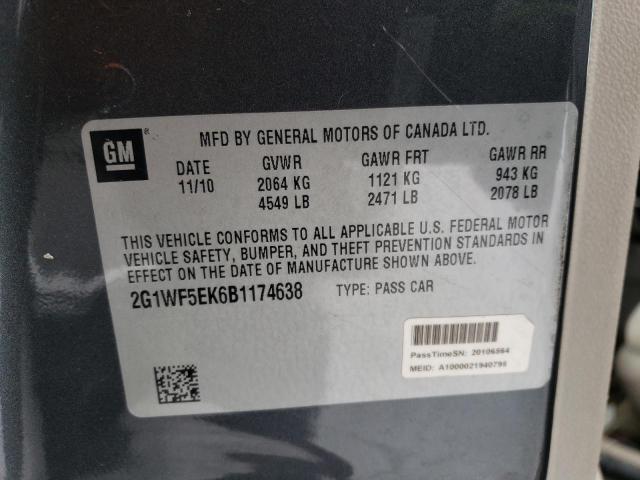 GM ®
MFD BY GENERAL MOTORS OF CANADA LTD.
DATE GVWR GAWR FRT GAWR RR
11/10 2064 KG 1121 KG 943 KG
4549 LB 2471 LB 2078 LB
THIS VEHICLE CONFORMS TO ALL APPLICABLE U.S. FEDERAL MOTOR
VEHICLE SAFETY, BUMPER, AND THEFT PREVENTION STANDARDS IN
EFFECT ON THE DATE OF MANUFACTURE SHOWN ABOVE.
2G1WF5EK6B1174638 TYPE: PASS CAR
PassTimeSN: 20106564
MEID: A1000021940795